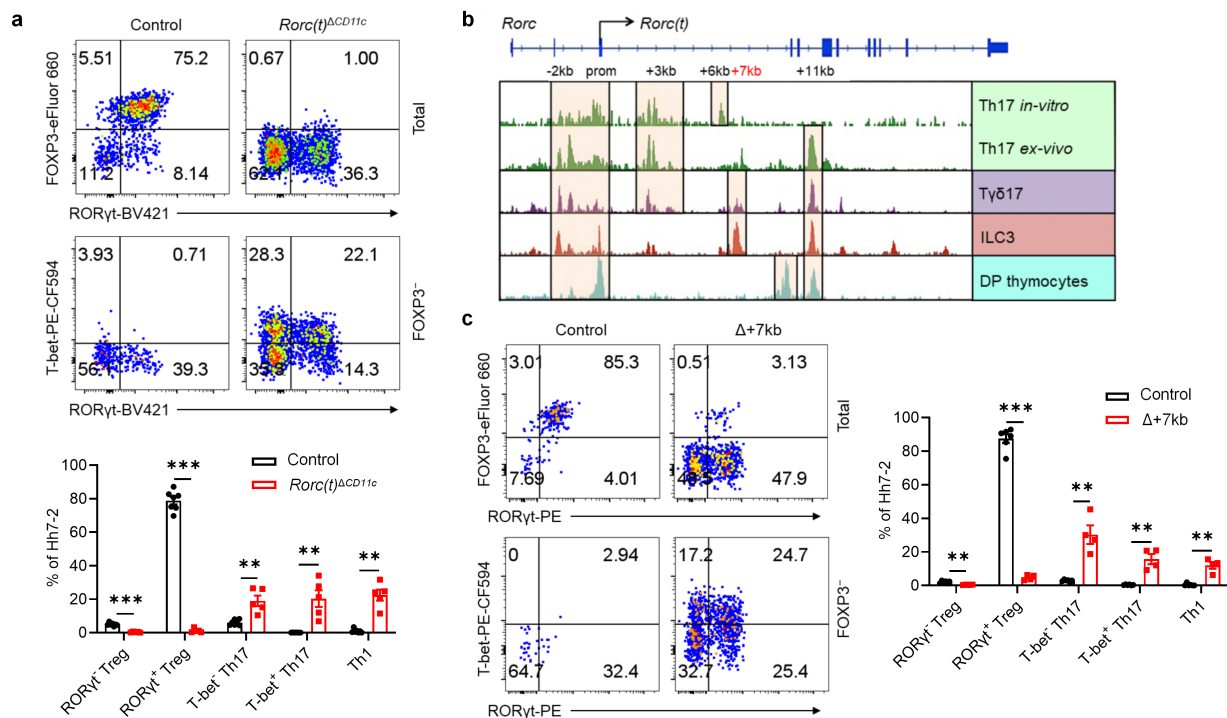 a
Control
Rorc(t)ΔCD11c
FOXP3-eFluor 660
5.51
75.2
11.2
8.14
0.67
1.00
36.3
Total
RORγt-BV421
T-bet-PE-CF594
3.93
0.71
56.1
39.3
28.3
22.1
35.3
14.3
FOXP3−
RORγt-BV421
% of Hh7-2
100
80
60
40
20
0
Control
Rorc(t)ΔCD11c
***
***
**
**
**
RORγt− Treg
RORγt+ Treg
T-bet− Th17
T-bet+ Th17
Th1
b
Rorc
Rorc(t)
-2kb
prom
+3kb
+6kb
+7kb
+11kb
Th17 in-vitro
Th17 ex-vivo
Tγδ17
ILC3
DP thymocytes
c
Control
Δ+7kb
FOXP3-eFluor 660
3.01
85.3
7.69
4.01
0.51
3.13
48.5
47.9
Total
RORγt-PE
T-bet-PE-CF594
0
2.94
64.7
32.4
17.2
24.7
32.7
25.4
FOXP3−
RORγt-PE
% of Hh7-2
100
80
60
40
20
0
Control
Δ+7kb
**
***
**
**
**
RORγt− Treg
RORγt+ Treg
T-bet− Th17
T-bet+ Th17
Th1